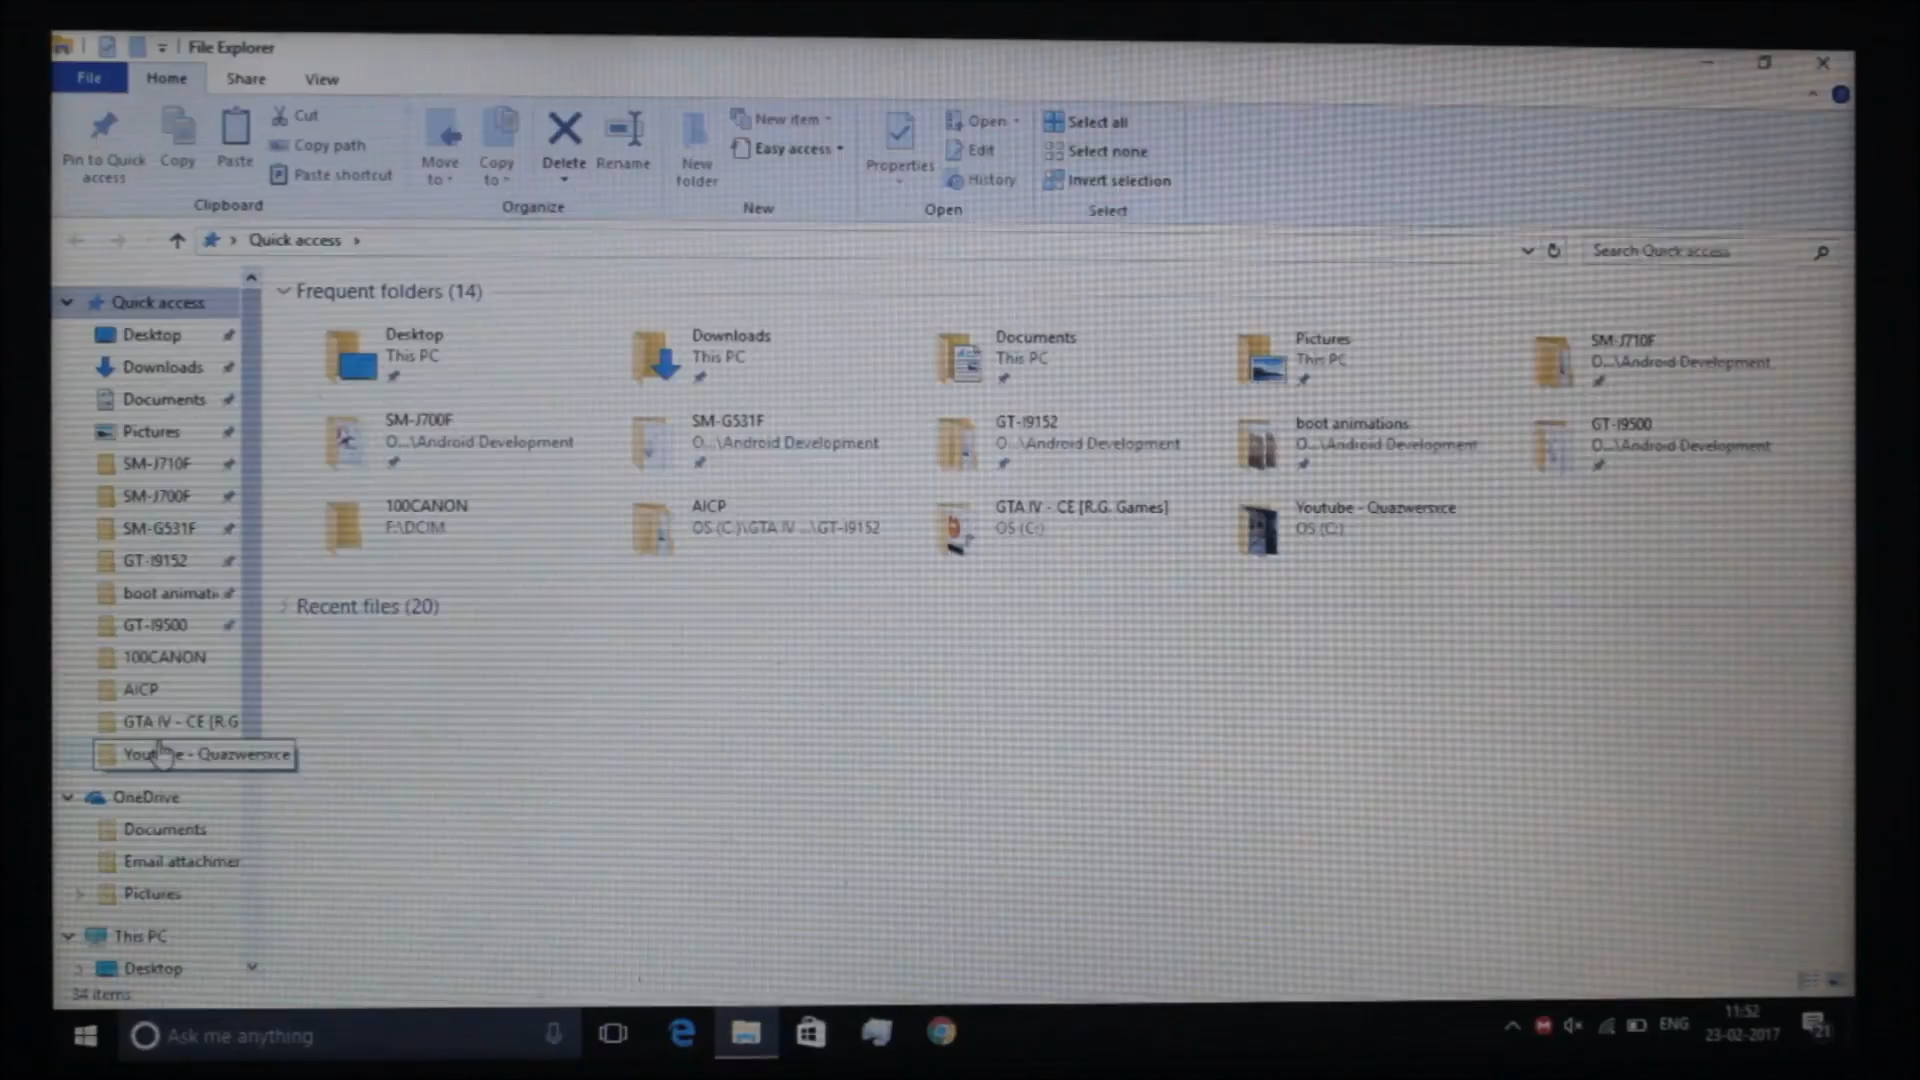 File Explorer
File Home Share View
Pin to Quick access
Copy
Paste
Cut
Copy path
Paste shortcut
Clipboard
Move to
Copy to
Delete
Rename
Organize
New folder
New item
Easy access
New
Properties
Open
Edit
History
Open
Select all
Select none
Invert selection
Select
Quick access
Search Quick access
Quick access
Desktop
Downloads
Documents
Pictures
SM-J710F
SM-J700F
SM-G531F
GT-I9152
boot animati
GT-I9500
100CANON
AICP
GTA IV - CE [R.G
Quazwersxce
OneDrive
Documents
Email attachmer
Pictures
This PC
Desktop
34 items
Frequent folders (14)
Desktop
This PC
Downloads
This PC
Documents
This PC
Pictures
This PC
SM-J710F
O...\Android Development
SM-J700F
O...\Android Development
SM-G531F
O...\Android Development
GT-I9152
O...\Android Development
boot animations
O...\Android Development
GT-I9500
O...\Android Development
100CANON
F:\DCIM
AICP
OS (C:)\GTA IV ...\GT-I9152
GTA IV - CE [R.G. Games]
OS (C:)
Youtube - Quazwersxce
OS (C:)
Recent files (20)
Ask me anything
ENG
11:52
23-02-2017
21